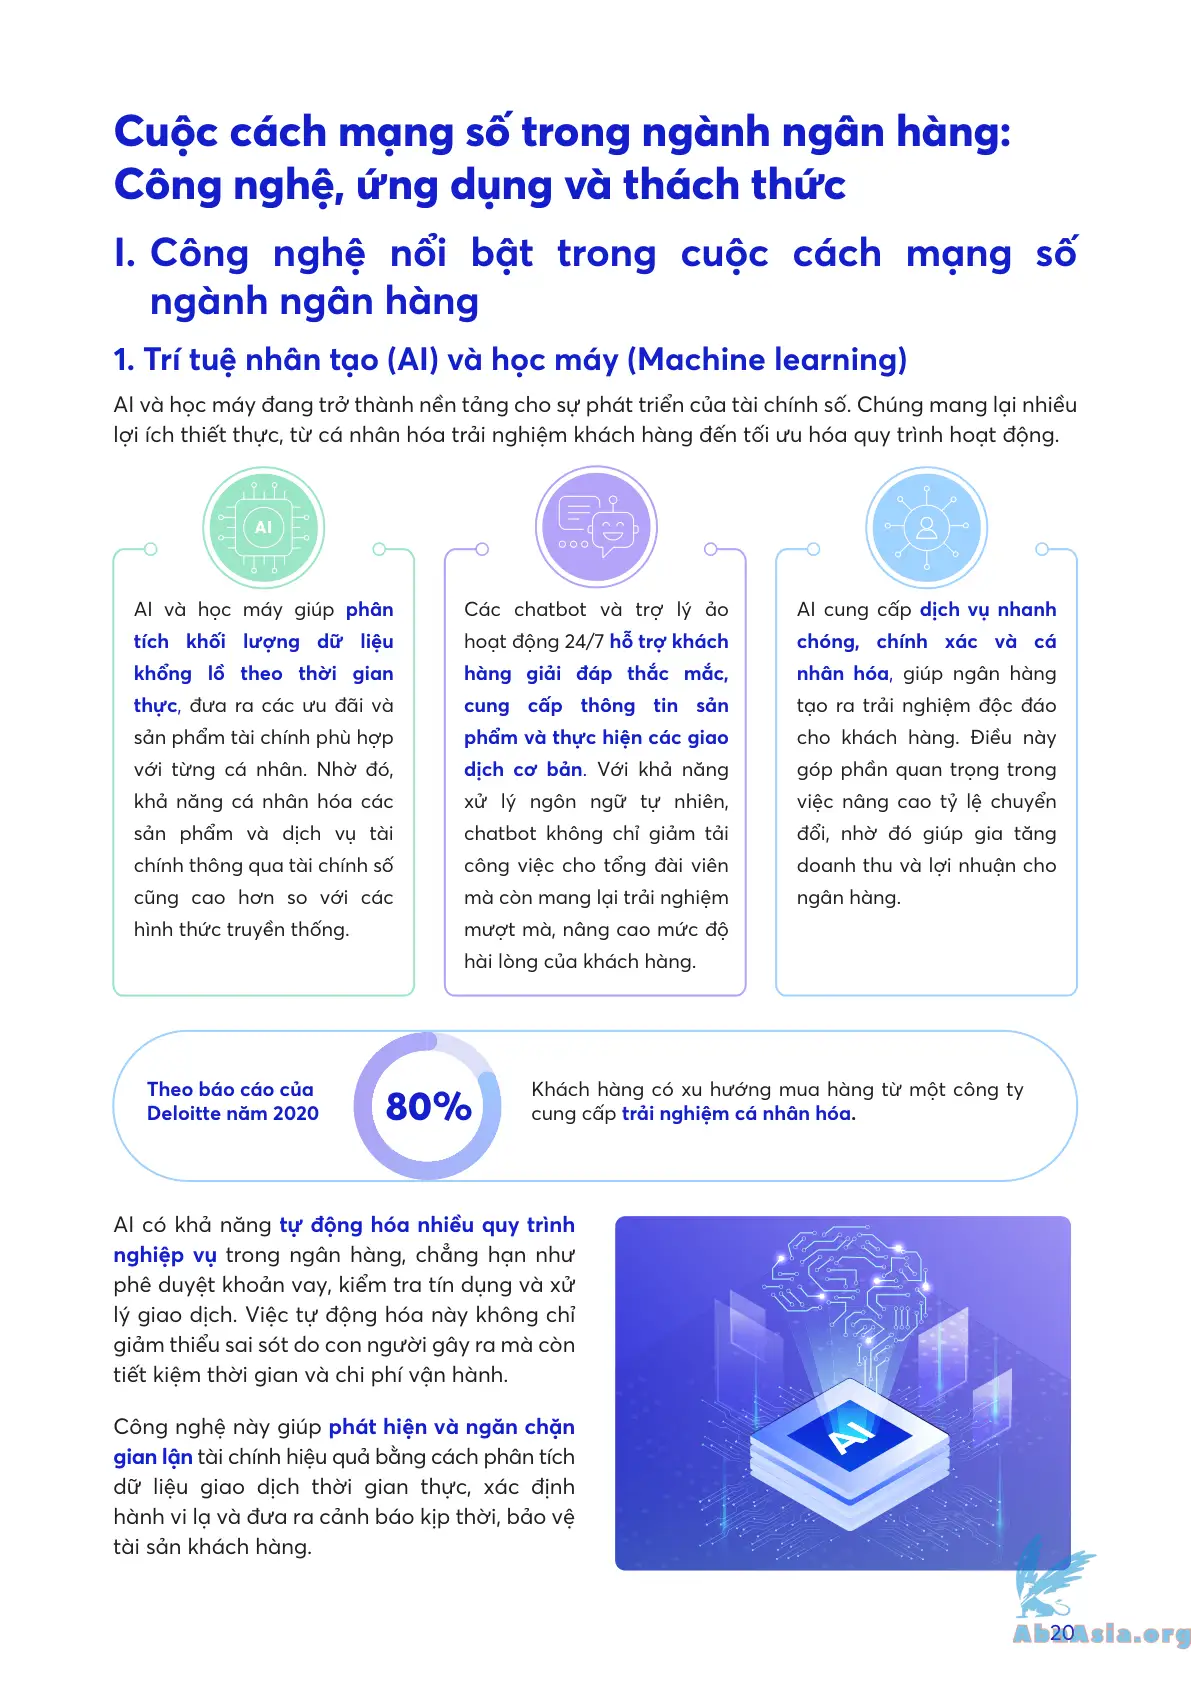 Cuộc cách mạng số trong ngành ngân hàng:
Công nghệ, ứng dụng và thách thức
I. Công nghệ nổi bật trong cuộc cách mạng số
ngành ngân hàng
1. Trí tuệ nhân tạo (AI) và học máy (Machine learning)
AI và học máy đang trở thành nền tảng cho sự phát triển của tài chính số. Chúng mang lại nhiều
lợi ích thiết thực, từ cá nhân hóa trải nghiệm khách hàng đến tối ưu hóa quy trình hoạt động.
AI
AI và học máy giúp phân
tích khối lượng dữ liệu
khổng lồ theo thời gian
thực, đưa ra các ưu đãi và
sản phẩm tài chính phù hợp
với từng cá nhân. Nhờ đó,
khả năng cá nhân hóa các
sản phẩm và dịch vụ tài
chính thông qua tài chính số
cũng cao hơn so với các
hình thức truyền thống.
Các chatbot và trợ lý ảo
hoạt động 24/7 hỗ trợ khách
hàng giải đáp thắc mắc,
cung cấp thông tin sản
phẩm và thực hiện các giao
dịch cơ bản. Với khả năng
xử lý ngôn ngữ tự nhiên,
chatbot không chỉ giảm tải
công việc cho tổng đài viên
mà còn mang lại trải nghiệm
mượt mà, nâng cao mức độ
hài lòng của khách hàng.
AI cung cấp dịch vụ nhanh
chóng, chính xác và cá
nhân hóa, giúp ngân hàng
tạo ra trải nghiệm độc đáo
cho khách hàng. Điều này
góp phần quan trọng trong
việc nâng cao tỷ lệ chuyển
đổi, nhờ đó giúp gia tăng
doanh thu và lợi nhuận cho
ngân hàng.
Theo báo cáo của
Deloitte năm 2020
80%
Khách hàng có xu hướng mua hàng từ một công ty
cung cấp trải nghiệm cá nhân hóa.
AI có khả năng tự động hóa nhiều quy trình
nghiệp vụ trong ngân hàng, chẳng hạn như
phê duyệt khoản vay, kiểm tra tín dụng và xử
lý giao dịch. Việc tự động hóa này không chỉ
giảm thiểu sai sót do con người gây ra mà còn
tiết kiệm thời gian và chi phí vận hành.
Công nghệ này giúp phát hiện và ngăn chặn
gian lận tài chính hiệu quả bằng cách phân tích
dữ liệu giao dịch thời gian thực, xác định
hành vi lạ và đưa ra cảnh báo kịp thời, bảo vệ
tài sản khách hàng.
AI
20
AbzAsia.org